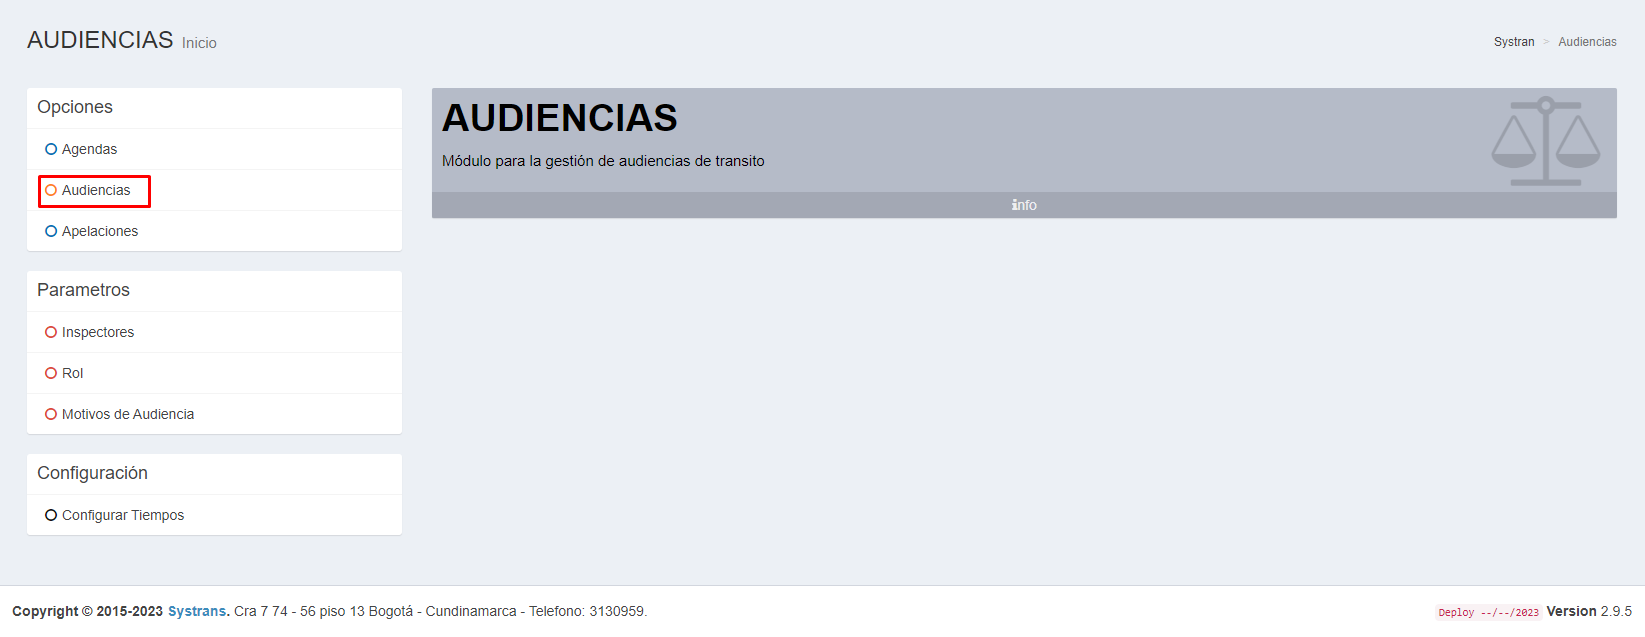 AUDIENCIAS Inicio
Systran > Audiencias
Opciones
Agendas
Audiencias
Apelaciones
Parametros
Inspectores
Rol
Motivos de Audiencia
Configuración
Configurar Tiempos
AUDIENCIAS
Módulo para la gestión de audiencias de transito
info
Copyright © 2015-2023 Systrans. Cra 7 74 - 56 piso 13 Bogotá - Cundinamarca - Telefono: 3130959.
Deploy --/--/2023 Version 2.9.5